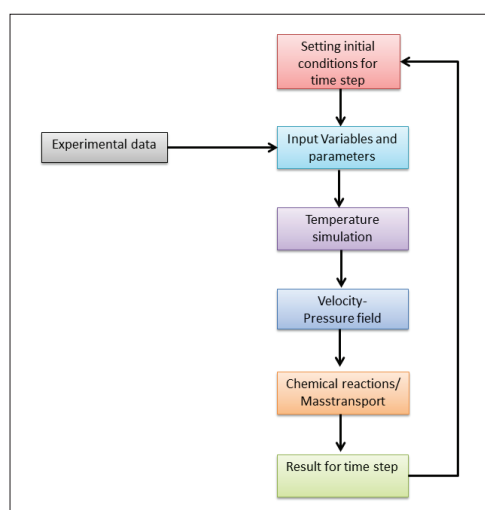 Setting initial
conditions for
time step
Experimental data
Input Variables and
parameters
Temperature
simulation
Velocity-
Pressure field
Chemical reactions/
Masstransport
Result for time step